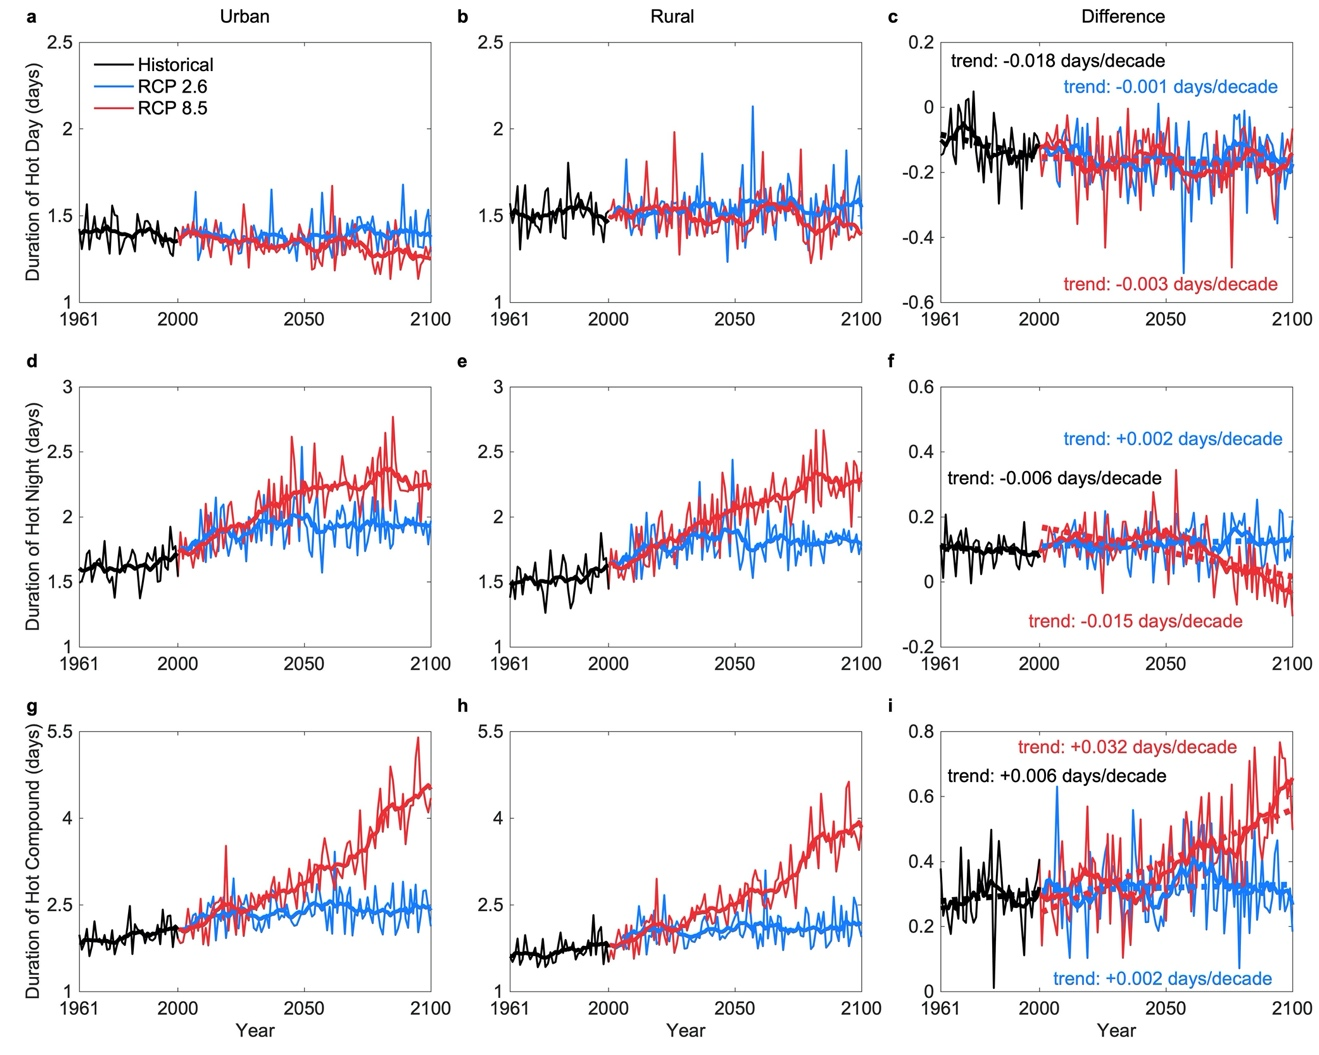 a Urban
b Rural
c Difference
Duration of Hot Day (days)
2.5
2
1.5
1
1961 2000 2050 2100
Historical
RCP 2.6
RCP 8.5
2.5
2
1.5
1
1961 2000 2050 2100
0.2
0
-0.2
-0.4
-0.6
1961 2000 2050 2100
trend: -0.018 days/decade
trend: -0.001 days/decade
trend: -0.003 days/decade
d
e
f
Duration of Hot Night (days)
3
2.5
2
1.5
1
1961 2000 2050 2100
3
2.5
2
1.5
1
1961 2000 2050 2100
0.6
0.4
0.2
0
-0.2
1961 2000 2050 2100
trend: +0.002 days/decade
trend: -0.006 days/decade
trend: -0.015 days/decade
g
h
i
Duration of Hot Compound (days)
5.5
4
2.5
1
1961 2000 2050 2100
Year
5.5
4
2.5
1
1961 2000 2050 2100
Year
0.8
0.6
0.4
0.2
0
1961 2000 2050 2100
Year
trend: +0.032 days/decade
trend: +0.006 days/decade
trend: +0.002 days/decade